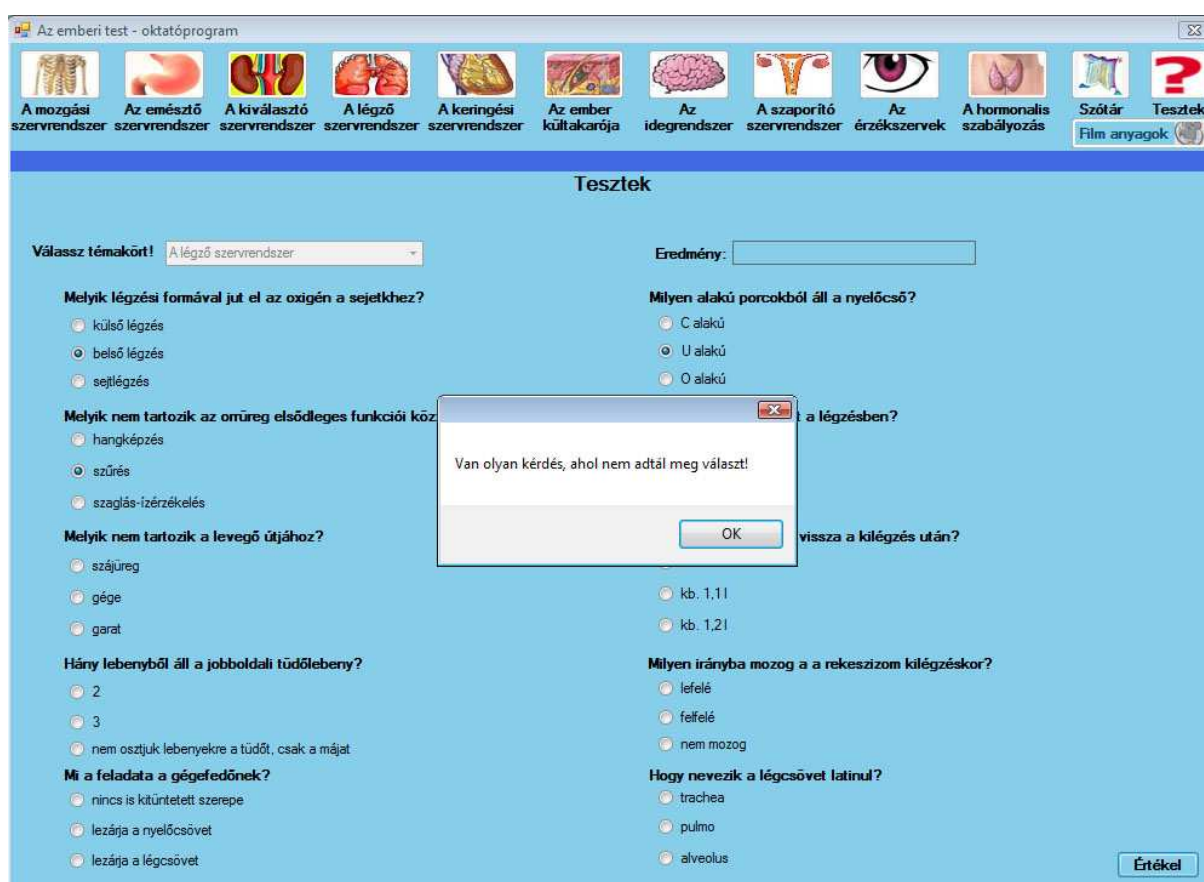 Az emberi test - oktatóprogram
A mozgási szervrendszer
Az emésztő szervrendszer
A kiválasztó szervrendszer
A légző szervrendszer
A keringési szervrendszer
Az ember kültakarója
Az idegrendszer
A szaporító szervrendszer
Az érzékszervek
A hormonalis szabályozás
Szótár
Tesztek
Film anyagok
Tesztek
Válassz témakört!
A légző szervrendszer
Eredmény:
Melyik légzési formával jut el az oxigén a sejetkhez?
külső légzés
belső légzés
sejtlégzés
Melyik nem tartozik az orrüreg elsődleges funkciói köz
hangképzés
szűrés
szaglás-ízérzékelés
Melyik nem tartozik a levegő útjához?
szájüreg
gége
garat
Hány lebenyből áll a jobboldali tüdőlebeny?
2
3
nem osztjuk lebenyekre a tüdőt, csak a májat
Mi a feladata a gégefedőnek?
nincs is kitüntetett szerepe
lezárja a nyelőcsövet
lezárja a légcsövet
Milyen alakú porcokból áll a nyelőcső?
C alakú
U alakú
O alakú
a légzésben?
vissza a kilégzés után?
kb. 1,1 l
kb. 1,2 l
Milyen irányba mozog a a rekeszizom kilégzéskor?
lefelé
felfelé
nem mozog
Hogy nevezik a légcsövet latinul?
trachea
pulmo
alveolus
Értékel
Van olyan kérdés, ahol nem adtál meg választ!
OK